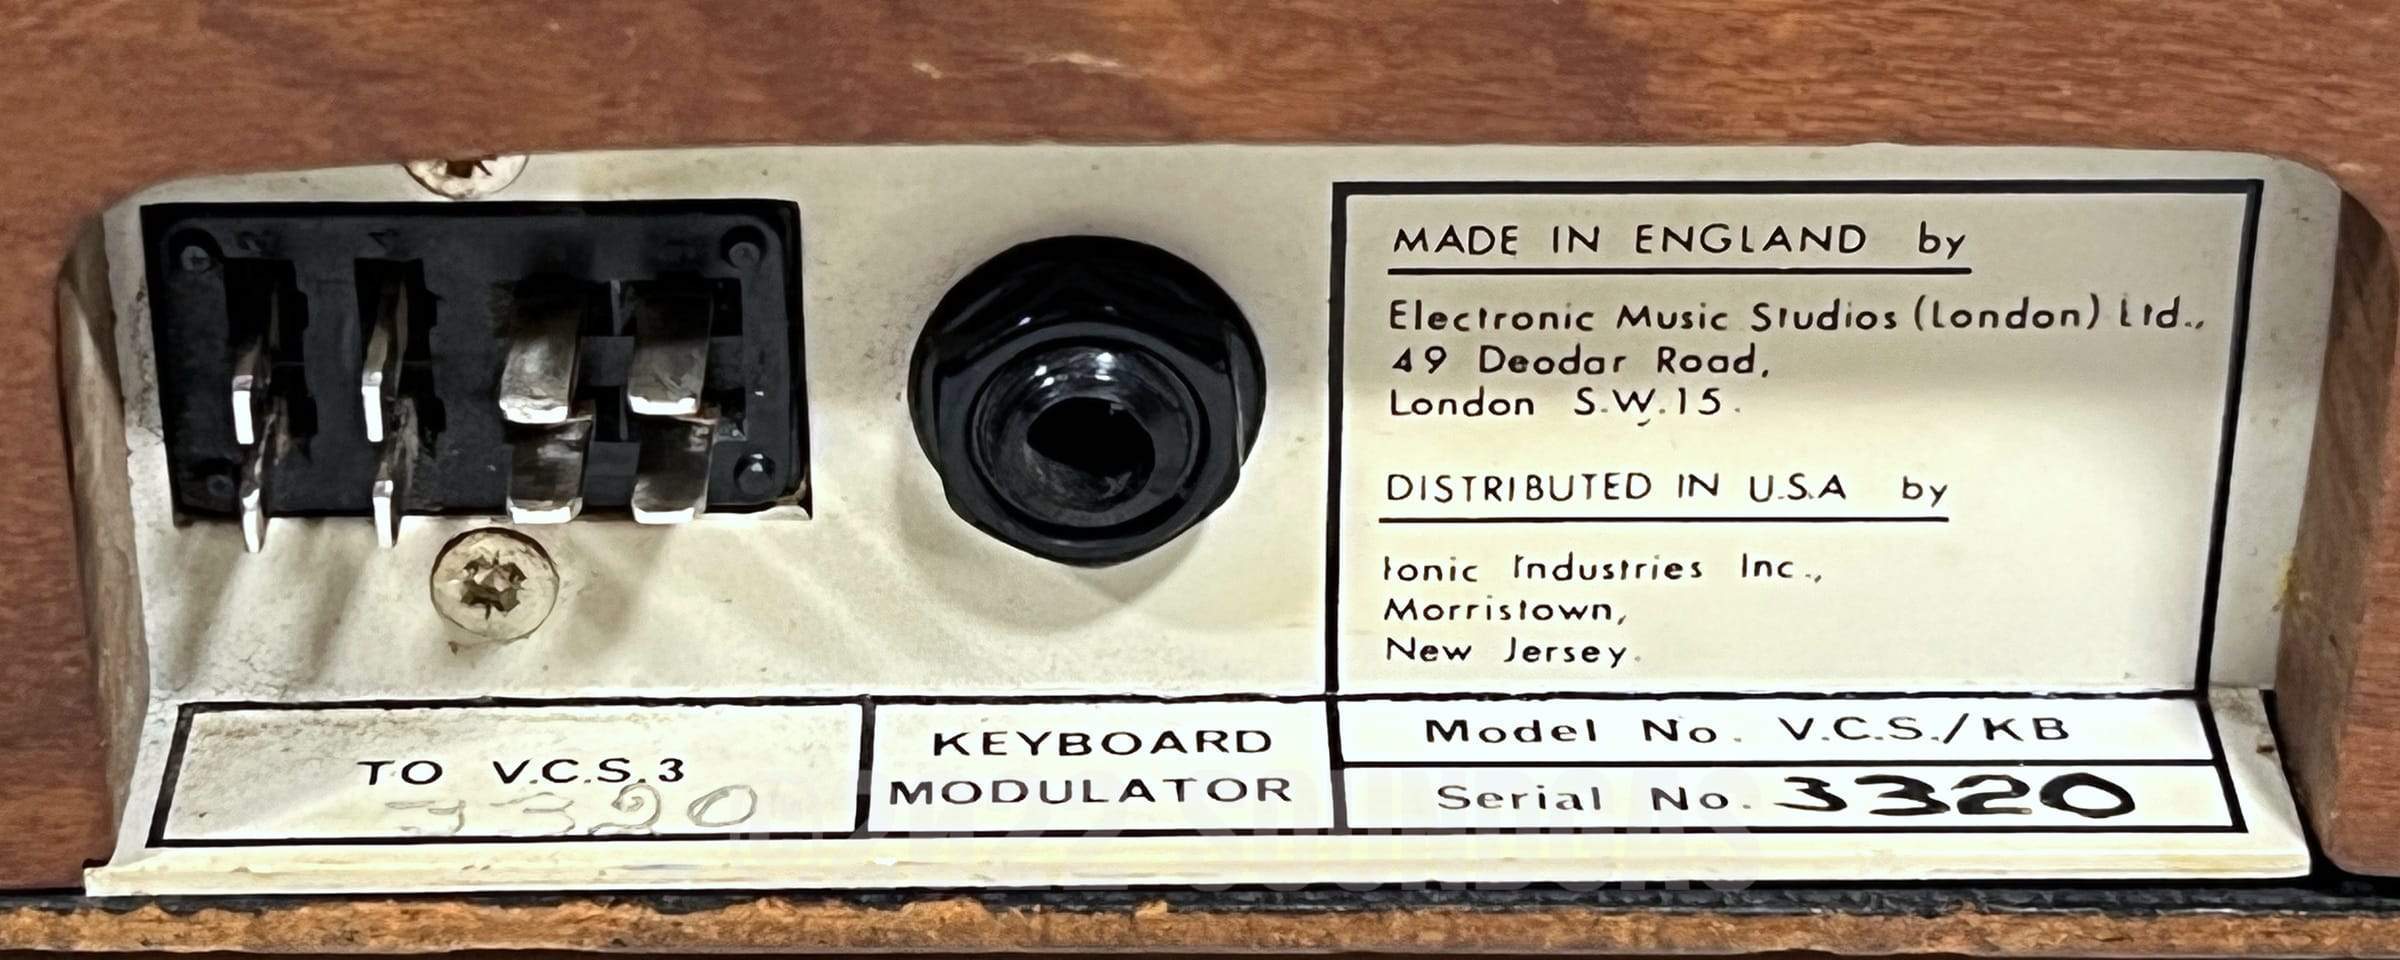 MADE IN ENGLAND by
Electronic Music Studios (London) Ltd.,
49 Deodar Road,
London S.W.15.
DISTRIBUTED IN U.S.A by
Ionic Industries Inc.,
Morristown,
New Jersey.
TO V.C.S.3
3320
KEYBOARD
MODULATOR
Model No. V.C.S./KB
Serial No. 3320
SOUNDGAS